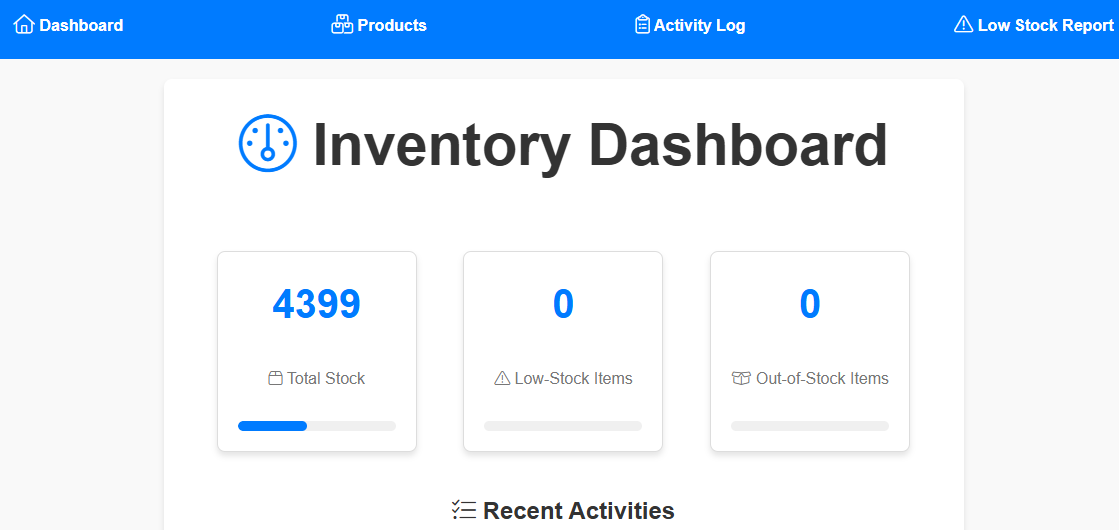 Dashboard Products Activity Log Low Stock Report
Inventory Dashboard
4399 0 0
Total Stock Low-Stock Items Out-of-Stock Items
Recent Activities